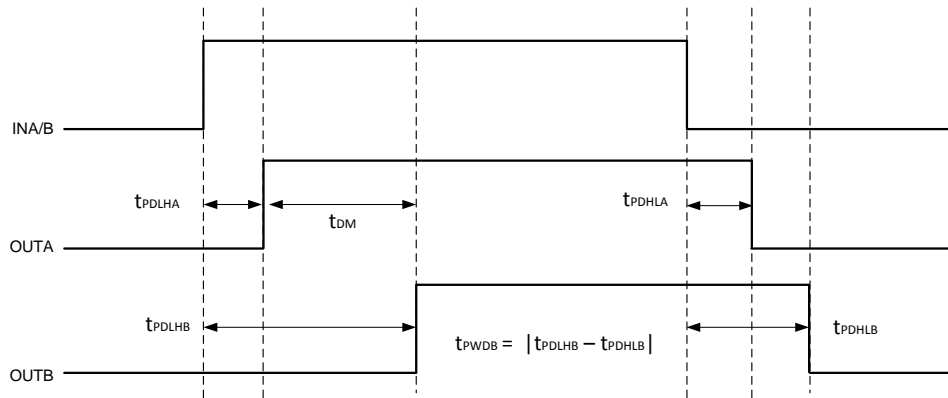 INA/B
tPDLHA
tDM
tPDHLA
OUTA
tPDLHB
tPWDB = |tPDLHB – tPDHLB|
tPDHLB
OUTB